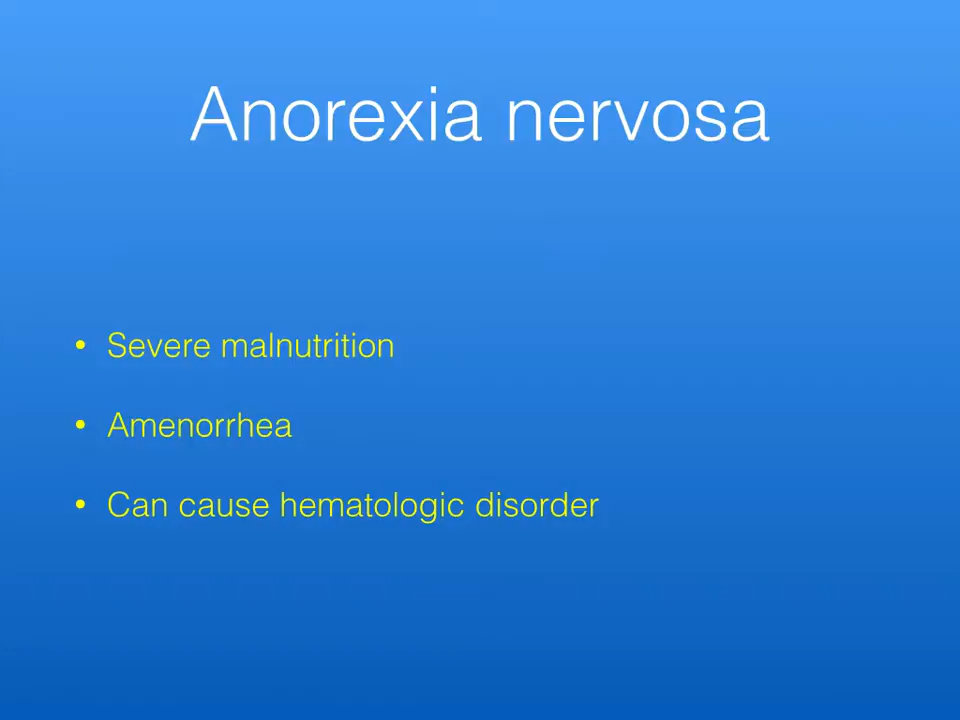 Anorexia nervosa
• Severe malnutrition
• Amenorrhea
• Can cause hematologic disorder